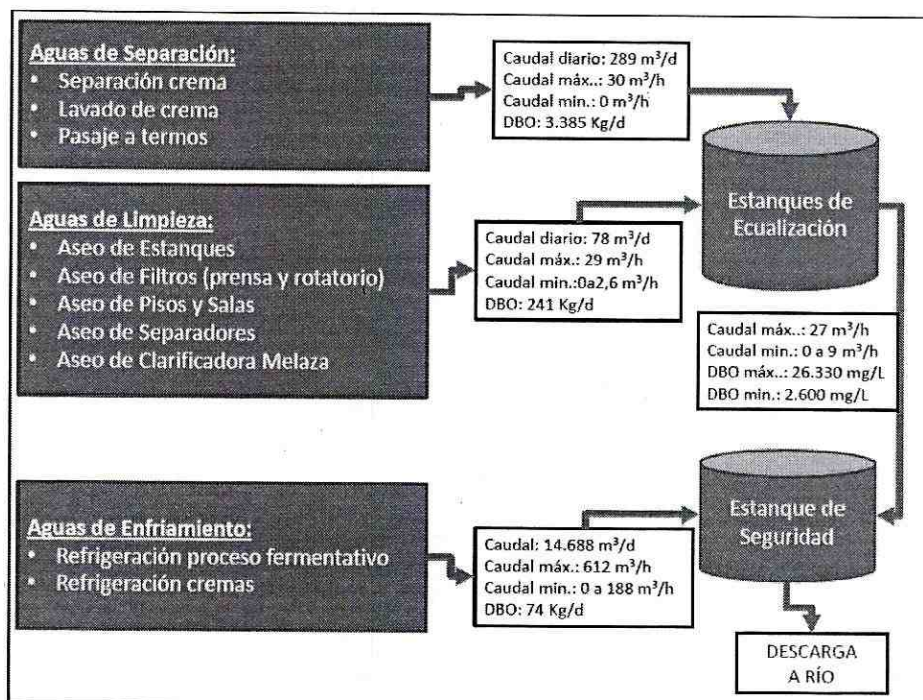 Aguas de Separación:
• Separación crema
• Lavado de crema
• Pasaje a termos
Caudal diario: 289 m³/d
Caudal máx..: 30 m³/h
Caudal min.: 0 m³/h
DBO: 3.385 Kg/d
Aguas de Limpieza:
• Aseo de Estanques
• Aseo de Filtros (prensa y rotatorio)
• Aseo de Pisos y Salas
• Aseo de Separadores
• Aseo de Clarificadora Melaza
Caudal diario: 78 m³/d
Caudal máx.: 29 m³/h
Caudal min.:0a2,6 m³/h
DBO: 241 Kg/d
Estanques de
Ecualización
Caudal máx..: 27 m³/h
Caudal min.: 0 a 9 m³/h
DBO máx..: 26.330 mg/L
DBO min.: 2.600 mg/L
Aguas de Enfriamiento:
• Refrigeración proceso fermentativo
• Refrigeración cremas
Caudal: 14.688 m³/d
Caudal máx.: 612 m³/h
Caudal min.: 0 a 188 m³/h
DBO: 74 Kg/d
Estanque de
Seguridad
DESCARGA
A RÍO